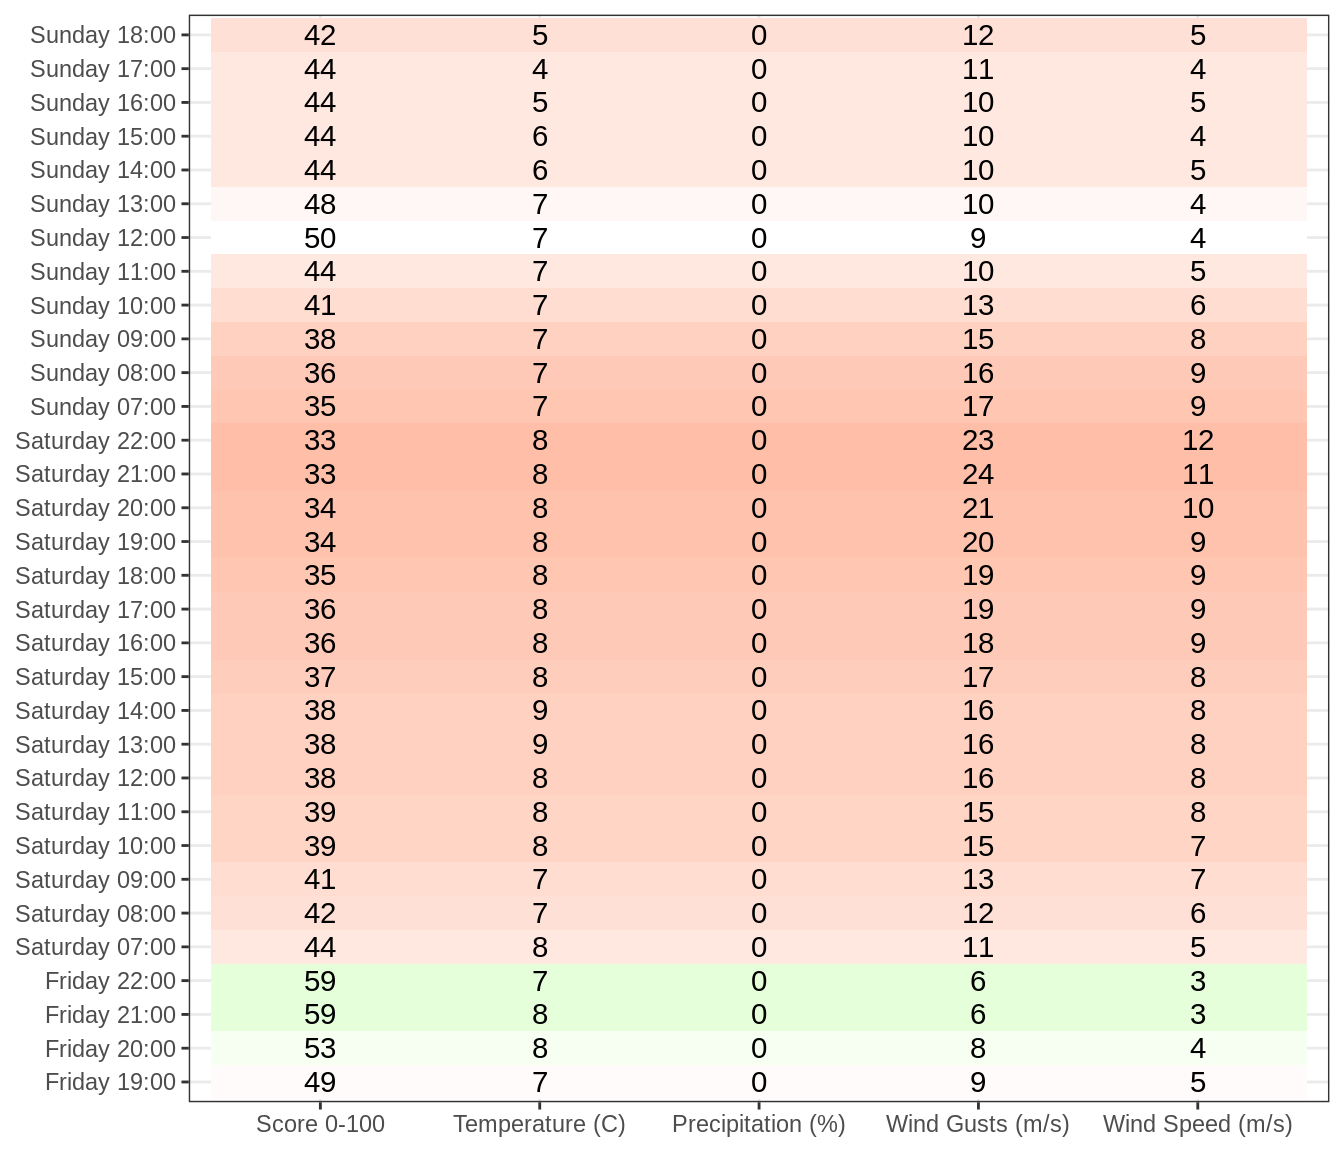 Sunday 18:00 42 5 0 12 5
Sunday 17:00 44 4 0 11 4
Sunday 16:00 44 5 0 10 5
Sunday 15:00 44 6 0 10 4
Sunday 14:00 44 6 0 10 5
Sunday 13:00 48 7 0 10 4
Sunday 12:00 50 7 0 9 4
Sunday 11:00 44 7 0 10 5
Sunday 10:00 41 7 0 13 6
Sunday 09:00 38 7 0 15 8
Sunday 08:00 36 7 0 16 9
Sunday 07:00 35 7 0 17 9
Saturday 22:00 33 8 0 23 12
Saturday 21:00 33 8 0 24 11
Saturday 20:00 34 8 0 21 10
Saturday 19:00 34 8 0 20 9
Saturday 18:00 35 8 0 19 9
Saturday 17:00 36 8 0 19 9
Saturday 16:00 36 8 0 18 9
Saturday 15:00 37 8 0 17 8
Saturday 14:00 38 9 0 16 8
Saturday 13:00 38 9 0 16 8
Saturday 12:00 38 8 0 16 8
Saturday 11:00 39 8 0 15 8
Saturday 10:00 39 8 0 15 7
Saturday 09:00 41 7 0 13 7
Saturday 08:00 42 7 0 12 6
Saturday 07:00 44 8 0 11 5
Friday 22:00 59 7 0 6 3
Friday 21:00 59 8 0 6 3
Friday 20:00 53 8 0 8 4
Friday 19:00 49 7 0 9 5
Score 0-100 Temperature (C) Precipitation (%) Wind Gusts (m/s) Wind Speed (m/s)